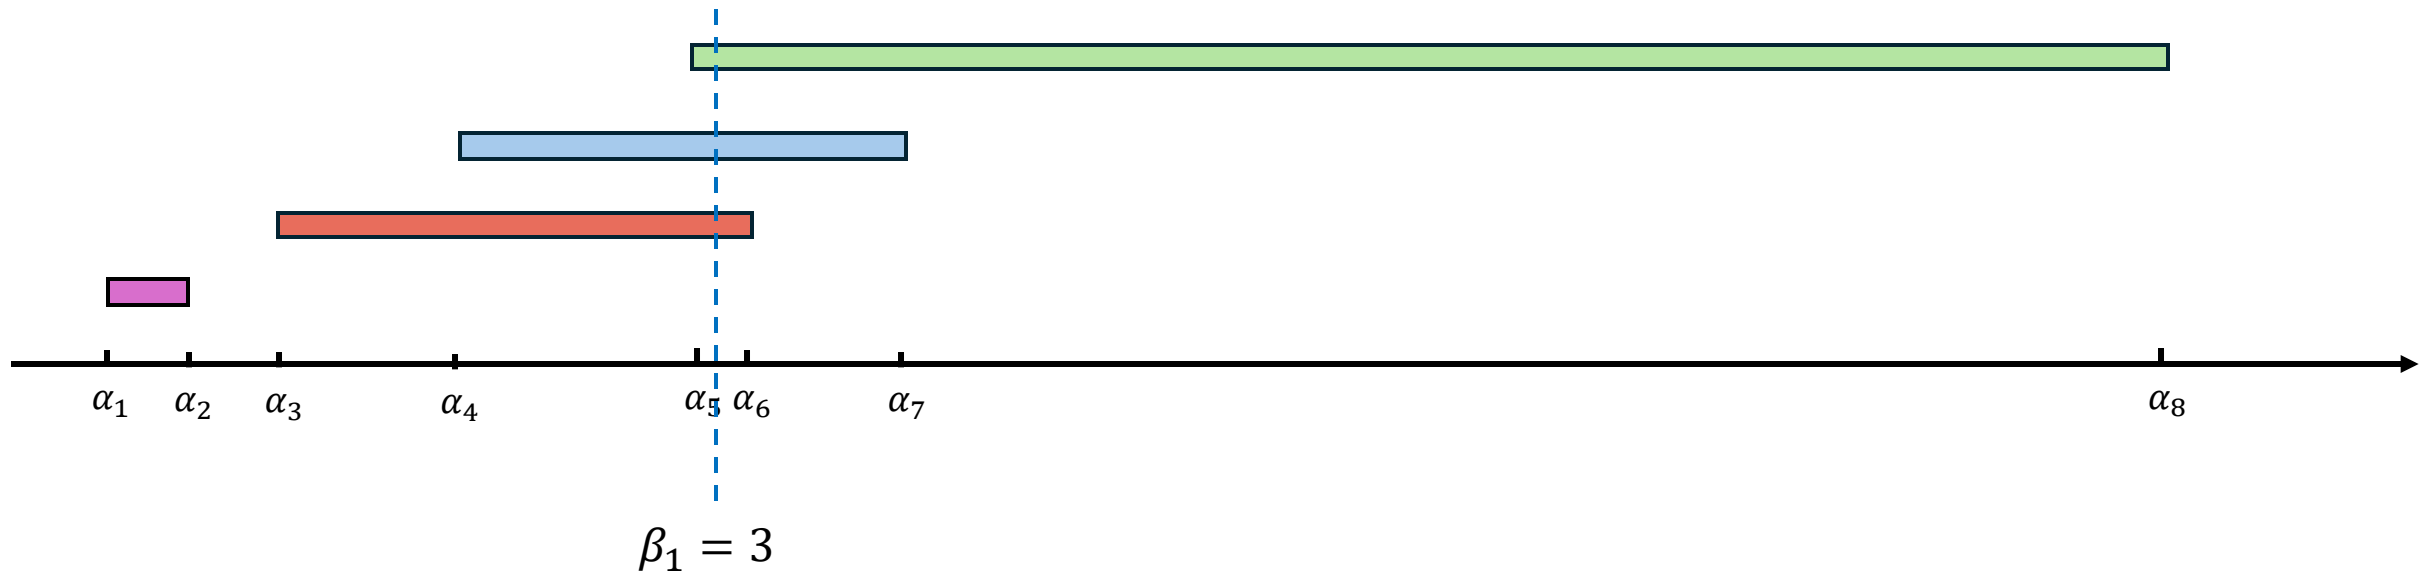 α₁ α₂ α₃ α₄ α₅ α₆ α₇ α₈
β₁ = 3